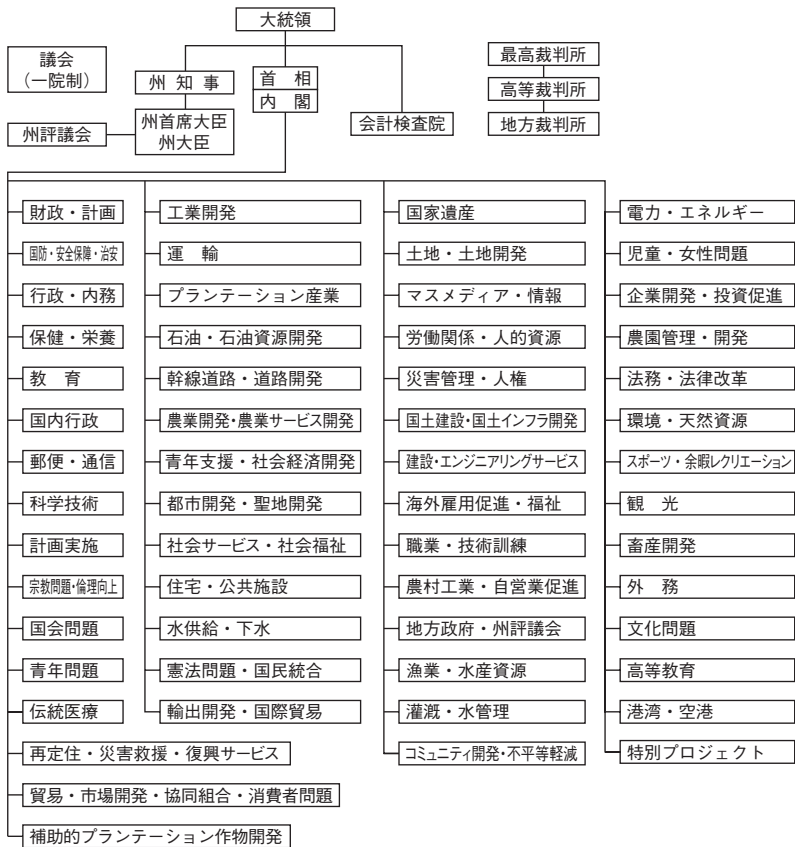 大統領
議会
(一院制)
州 知 事
首 相
内 閣
会計検査院
州評議会
州首席大臣
州大臣
最高裁判所
高等裁判所
地方裁判所
財政・計画
国防・安全保障・治安
行政・内務
保健・栄養
教 育
国内行政
郵便・通信
科学技術
計画実施
宗教問題・倫理向上
国会問題
青年問題
伝統医療
再定住・災害救援・復興サービス
貿易・市場開発・協同組合・消費者問題
補助的プランテーション作物開発
工業開発
運 輸
プランテーション産業
石油・石油資源開発
幹線道路・道路開発
農業開発・農業サービス開発
青年支援・社会経済開発
都市開発・聖地開発
社会サービス・社会福祉
住宅・公共施設
水供給・下水
憲法問題・国民統合
輸出開発・国際貿易
国家遺産
土地・土地開発
マスメディア・情報
労働関係・人的資源
災害管理・人権
国土建設・国土インフラ開発
建設・エンジニアリングサービス
海外雇用促進・福祉
職業・技術訓練
農村工業・自営業促進
地方政府・州評議会
漁業・水産資源
灌漑・水管理
コミュニティ開発・不平等軽減
電力・エネルギー
児童・女性問題
企業開発・投資促進
農園管理・開発
法務・法律改革
環境・天然資源
スポーツ・余暇レクリエーション
観 光
畜産開発
外 務
文化問題
高等教育
港湾・空港
特別プロジェクト